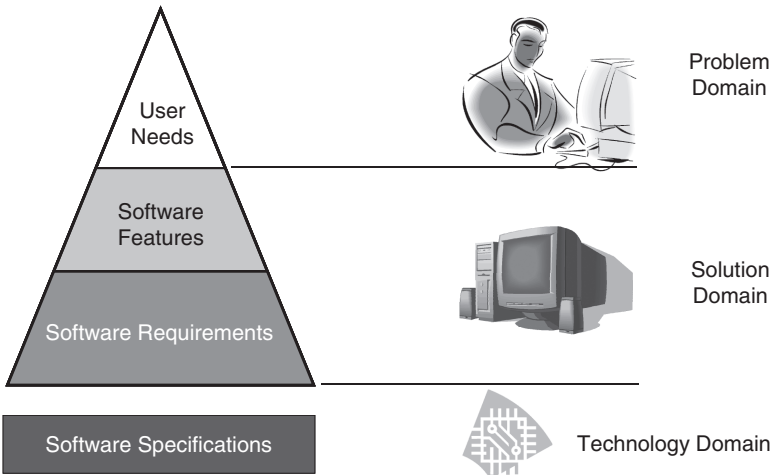 User
Needs
Problem
Domain
Software
Features
Solution
Domain
Software Requirements
Software Specifications
Technology Domain